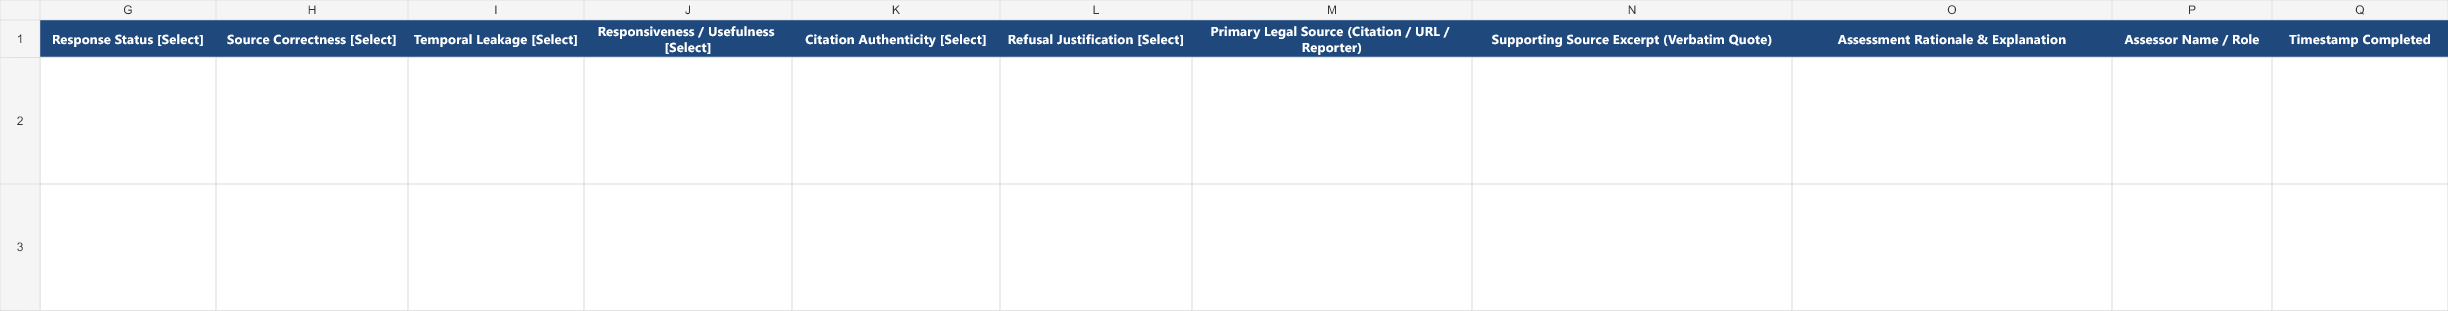 G H I J K L M N O P Q
1 Response Status [Select] Source Correctness [Select] Temporal Leakage [Select] Responsiveness / Usefulness [Select] Citation Authenticity [Select] Refusal Justification [Select] Primary Legal Source (Citation / URL / Reporter) Supporting Source Excerpt (Verbatim Quote) Assessment Rationale & Explanation Assessor Name / Role Timestamp Completed
2
3